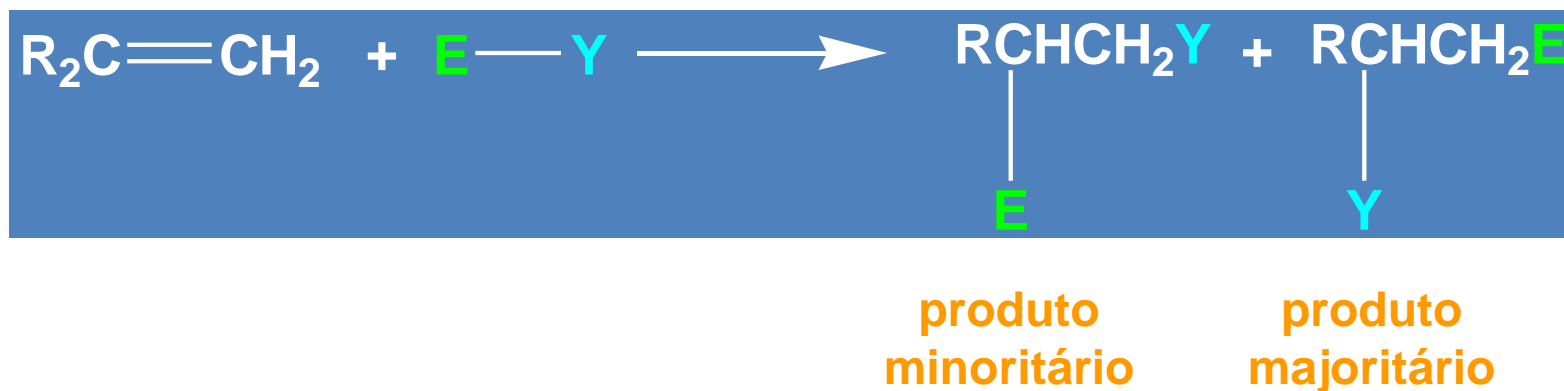 R₂C=CH₂ + E—Y ⟶ RCHCH₂Y + RCHCH₂E
E Y
produto produto
minoritário majoritário